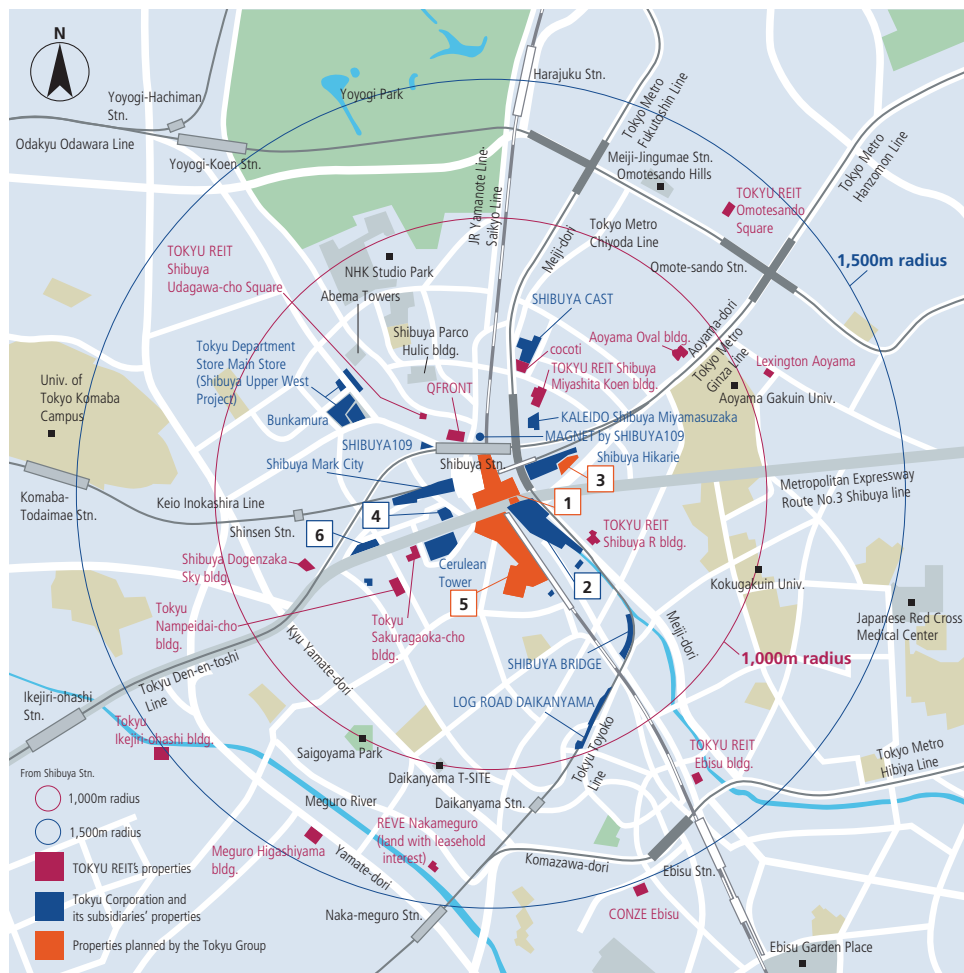 N
Yoyogi-Hachiman
Stn.
Odakyu Odawara Line
Yoyogi-Koen Stn.
Yoyogi Park
Harajuku Stn.
Tokyo Metro
Fukutoshin Line
Meiji-Jingumae Stn.
Omotesando Hills
Tokyo Metro
Hanzomon Line
TOKYU REIT
Omotesando
Square
JR Yamanote Line·
Saikyo Line
Meiji-dori
Tokyo Metro
Chiyoda Line
Omote-sando Stn.
1,500m radius
TOKYU REIT
Shibuya
Udagawa-cho Square
NHK Studio Park
Abema Towers
SHIBUYA CAST
Aoyama-dori
Tokyo Metro
Ginza Line
Shibuya Parco
Hulic bldg.
Aoyama Oval bldg.
cocoti
Tokyu Department
Store Main Store
(Shibuya Upper West
Project)
TOKYU REIT Shibuya
Miyashita Koen bldg.
Lexington Aoyama
Univ. of
Tokyo Komaba
Campus
QFRONT
Aoyama Gakuin Univ.
Bunkamura
KALEIDO Shibuya Miyamasuzaka
MAGNET by SHIBUYA109
SHIBUYA109
Shibuya Stn.
Shibuya Hikarie
Shibuya Mark City
3
Metropolitan Expressway
Route No.3 Shibuya line
Komaba-
Todaimae Stn.
Keio Inokashira Line
1
4
Shinsen Stn.
6
TOKYU REIT
Shibuya R bldg.
Shibuya Dogenzaka
Sky bldg.
Cerulean
Tower
2
Kokugakuin Univ.
5
Tokyu
Nampeidai-cho
bldg.
Tokyu
Sakuragaoka-cho
bldg.
Meiji-dori
Japanese Red Cross
Medical Center
Kyu Yamate-dori
Tokyu Den-en-toshi
Line
SHIBUYA BRIDGE
1,000m radius
Ikejiri-ohashi
Stn.
LOG ROAD DAIKANYAMA
Tokyu
Ikejiri-ohashi bldg.
Saigoyama Park
Tokyu Toyoko
Line
TOKYU REIT
Ebisu bldg.
Tokyo Metro
Hibiya Line
From Shibuya Stn.
Daikanyama T-SITE
1,000m radius
Meguro River
Daikanyama Stn.
1,500m radius
REVE Nakameguro
(land with leasehold
interest)
Meguro Higashiyama
bldg.
Yamate-dori
Komazawa-dori
Ebisu Stn.
TOKYU REIT's properties
Tokyu Corporation and
its subsidiaries' properties
Naka-meguro Stn.
CONZE Ebisu
Properties planned by the Tokyu Group
Ebisu Garden Place